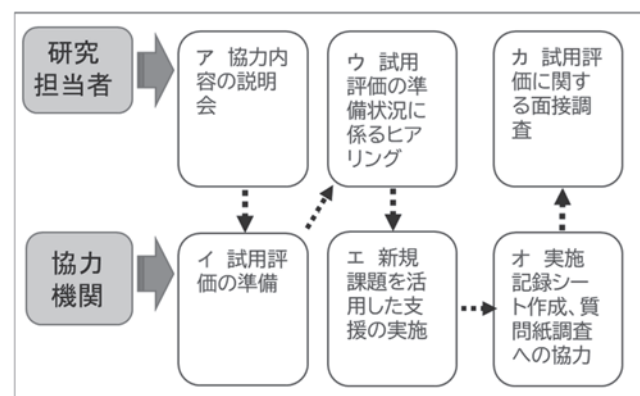 研究
担当者
ア 協力内
容の説明
会
ウ 試用
評価の準
備状況に
係るヒア
リング
カ 試用評
価に関す
る面接調
査
協力
機関
イ 試用評
価の準備
エ 新規
課題を活
用した支
援の実施
オ 実施
記録シー
ト作成、質
問紙調査
への協力